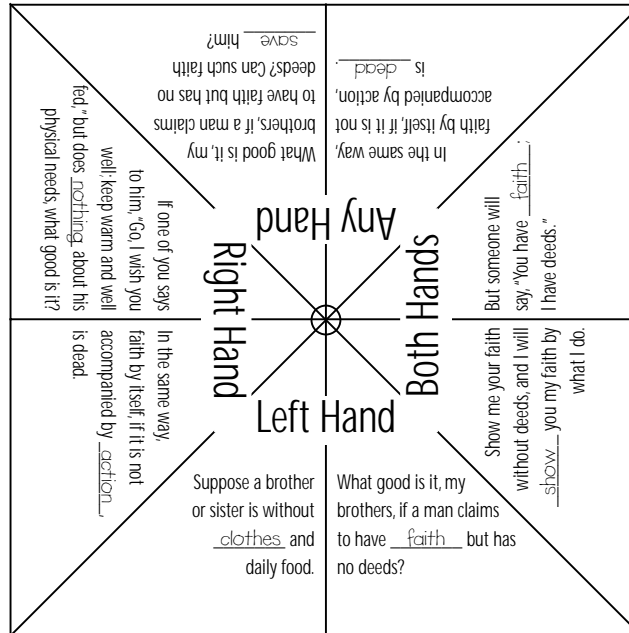 What good is it, my
brothers, if a man claims
to have faith but has no
deeds? Can such faith
save him?
In the same way,
faith by itself, if it is not
accompanied by action,
is dead.
Any Hand
If one of you says
to him, “Go, I wish you
well; keep warm and well
fed,” but does nothing about his
physical needs, what good is it?
In the same way,
faith by itself, if it is not
accompanied by action,
is dead.
Right Hand
But someone will
say, “You have faith;
I have deeds.”
Show me your faith
without deeds, and I will
show you my faith by
what I do.
Both Hands
Left Hand
Suppose a brother
or sister is without
clothes and
daily food.
What good is it, my
brothers, if a man claims
to have faith but has
no deeds?